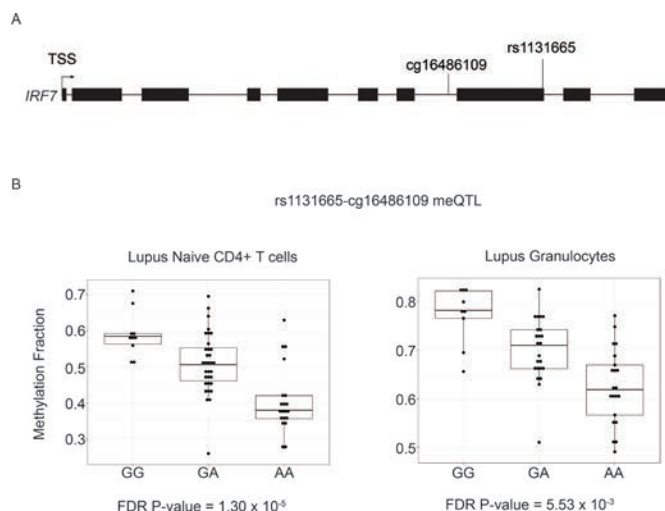 A
TSS
rs1131665
cg16486109
IRF7
B
rs1131665-cg16486109 meQTL
Lupus Naive CD4+ T cells
Lupus Granulocytes
Methylation Fraction
0.7
0.6
0.5
0.4
0.3
GG GA AA
0.8
0.7
0.6
0.5
GG GA AA
FDR P-value = 1.30 x 10⁻⁵
FDR P-value = 5.53 x 10⁻³